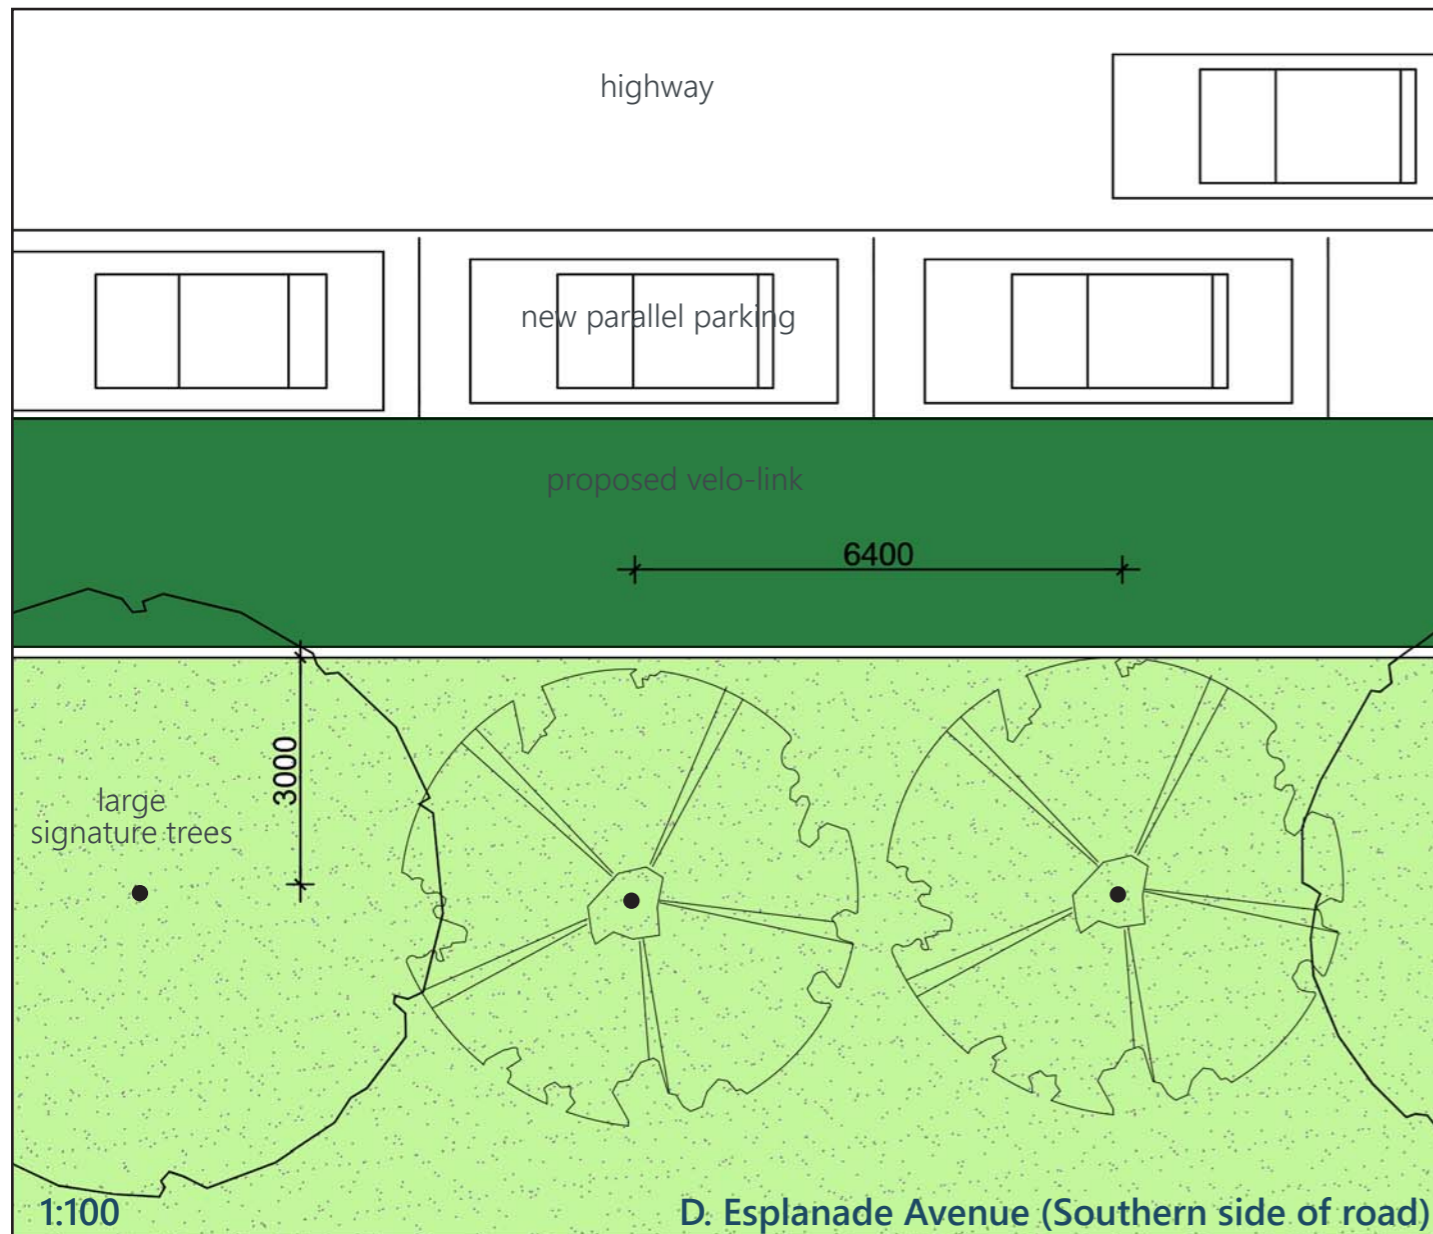 highway
new parallel parking
proposed velo-link
6400
3000
large
signature trees
1:100
D. Esplanade Avenue (Southern side of road)